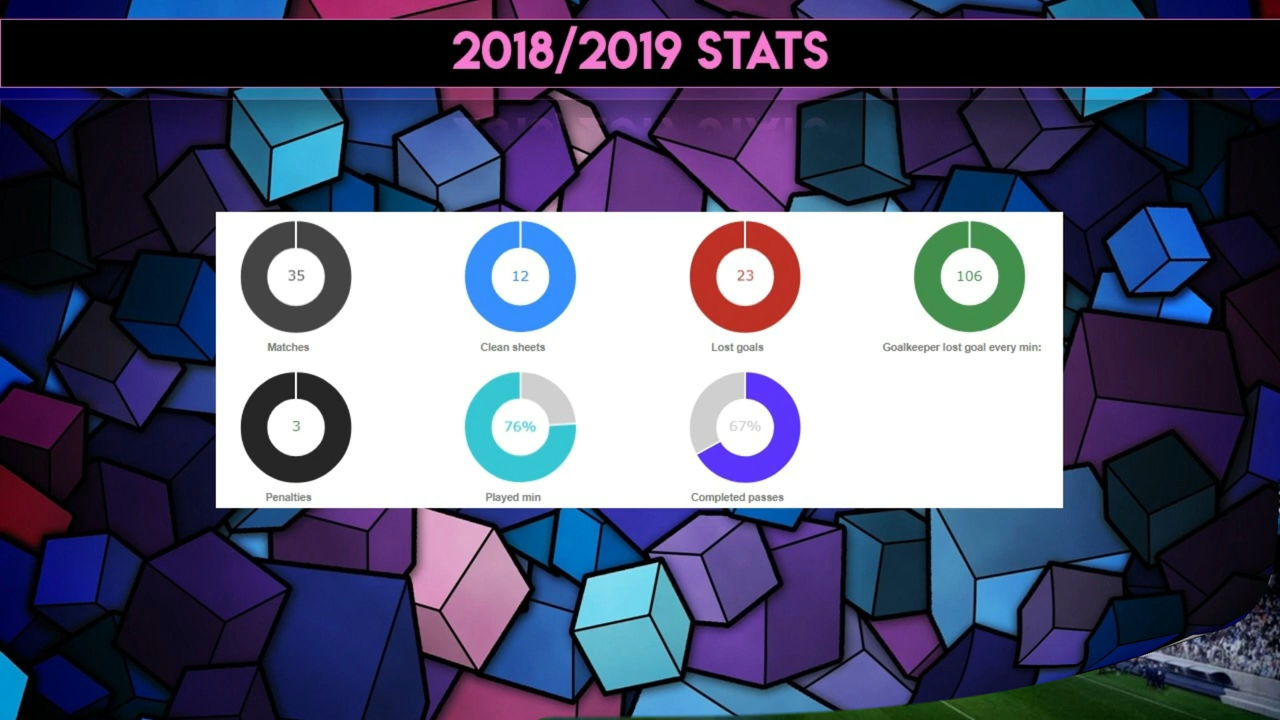 2018/2019 STATS
35
12
23
106
Matches
Clean sheets
Lost goals
Goalkeeper lost goal every min:
3
76%
67%
Penalties
Played min
Completed passes